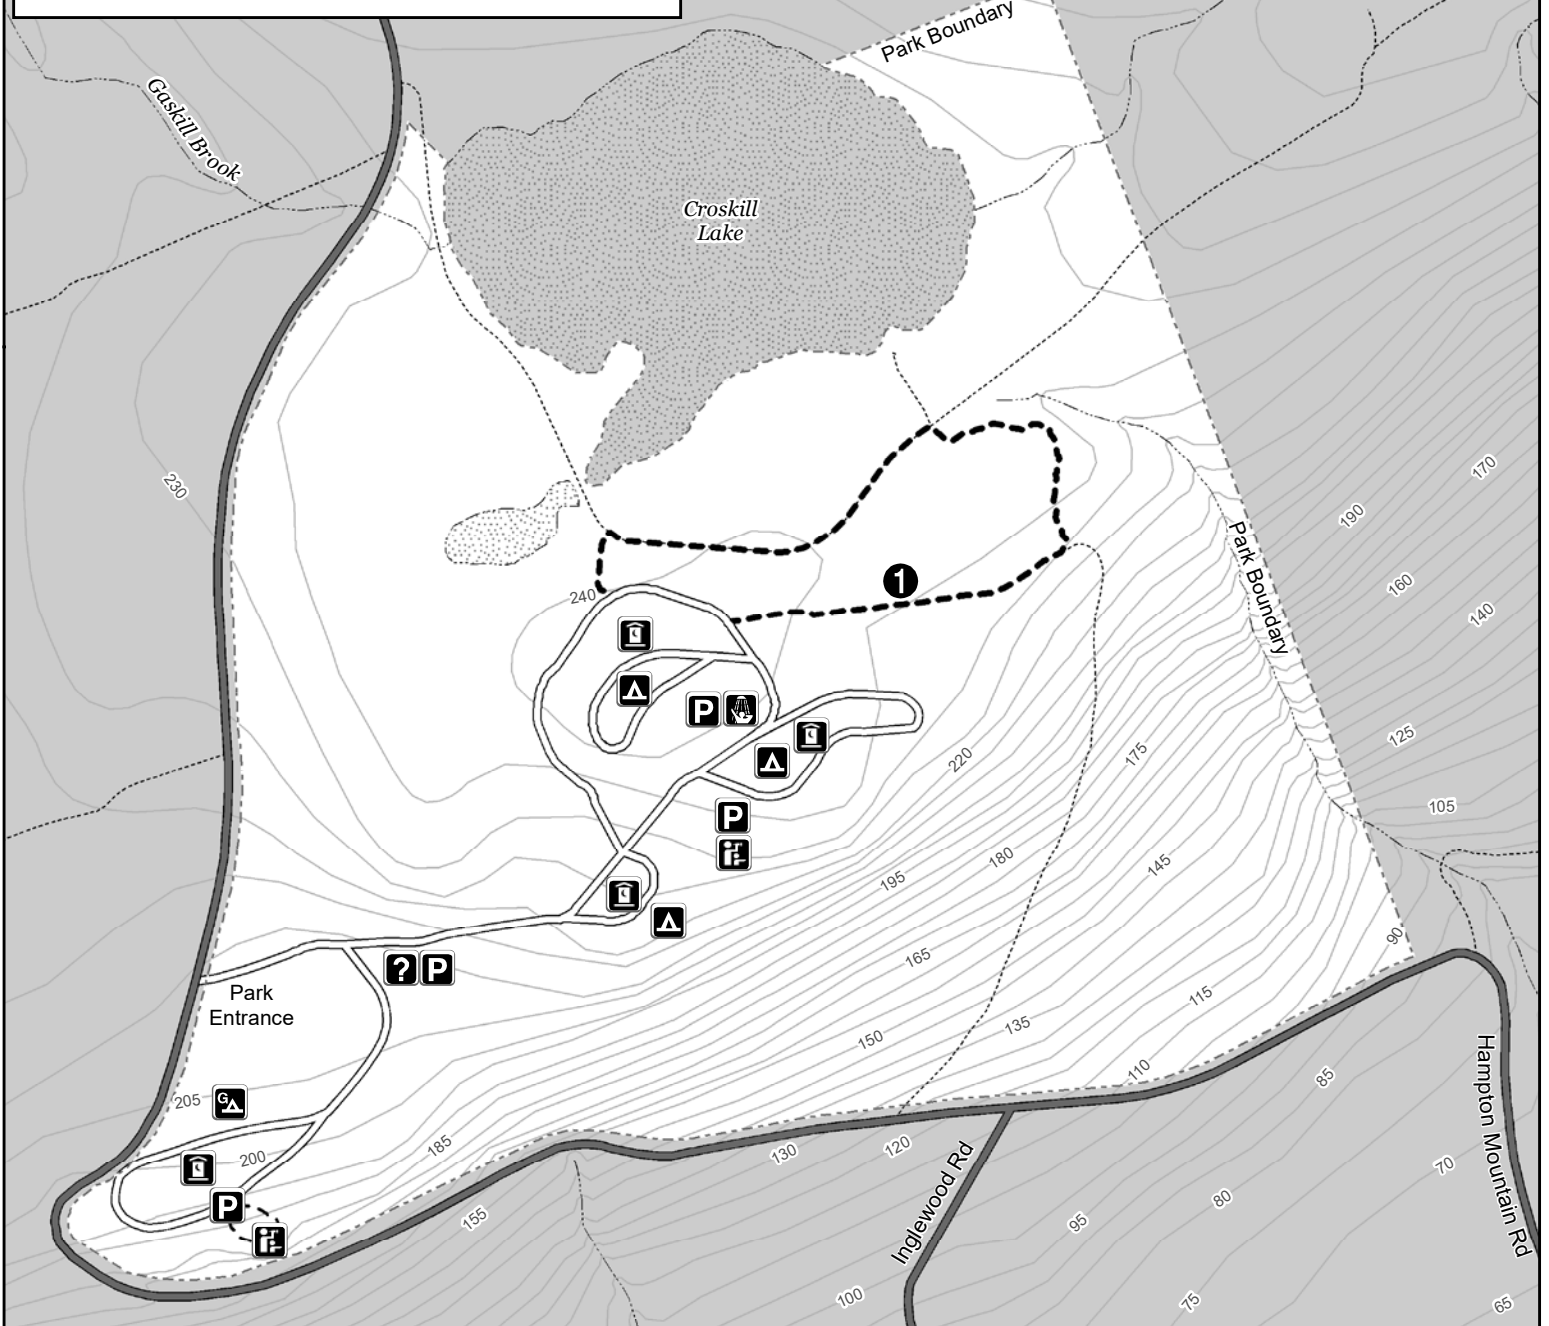 Park Boundary
Gaskill Brook
Croskill
Lake
170
230
190
Park Boundary
160
1
240
140
P
125
220
175
105
P
180
145
195
90
165
? P
Park
Entrance
115
135
150
110
85
205
G
Hampton Mountain Rd
185
130
120
200
70
P
155
95
80
Inglewood Rd
100
75
65